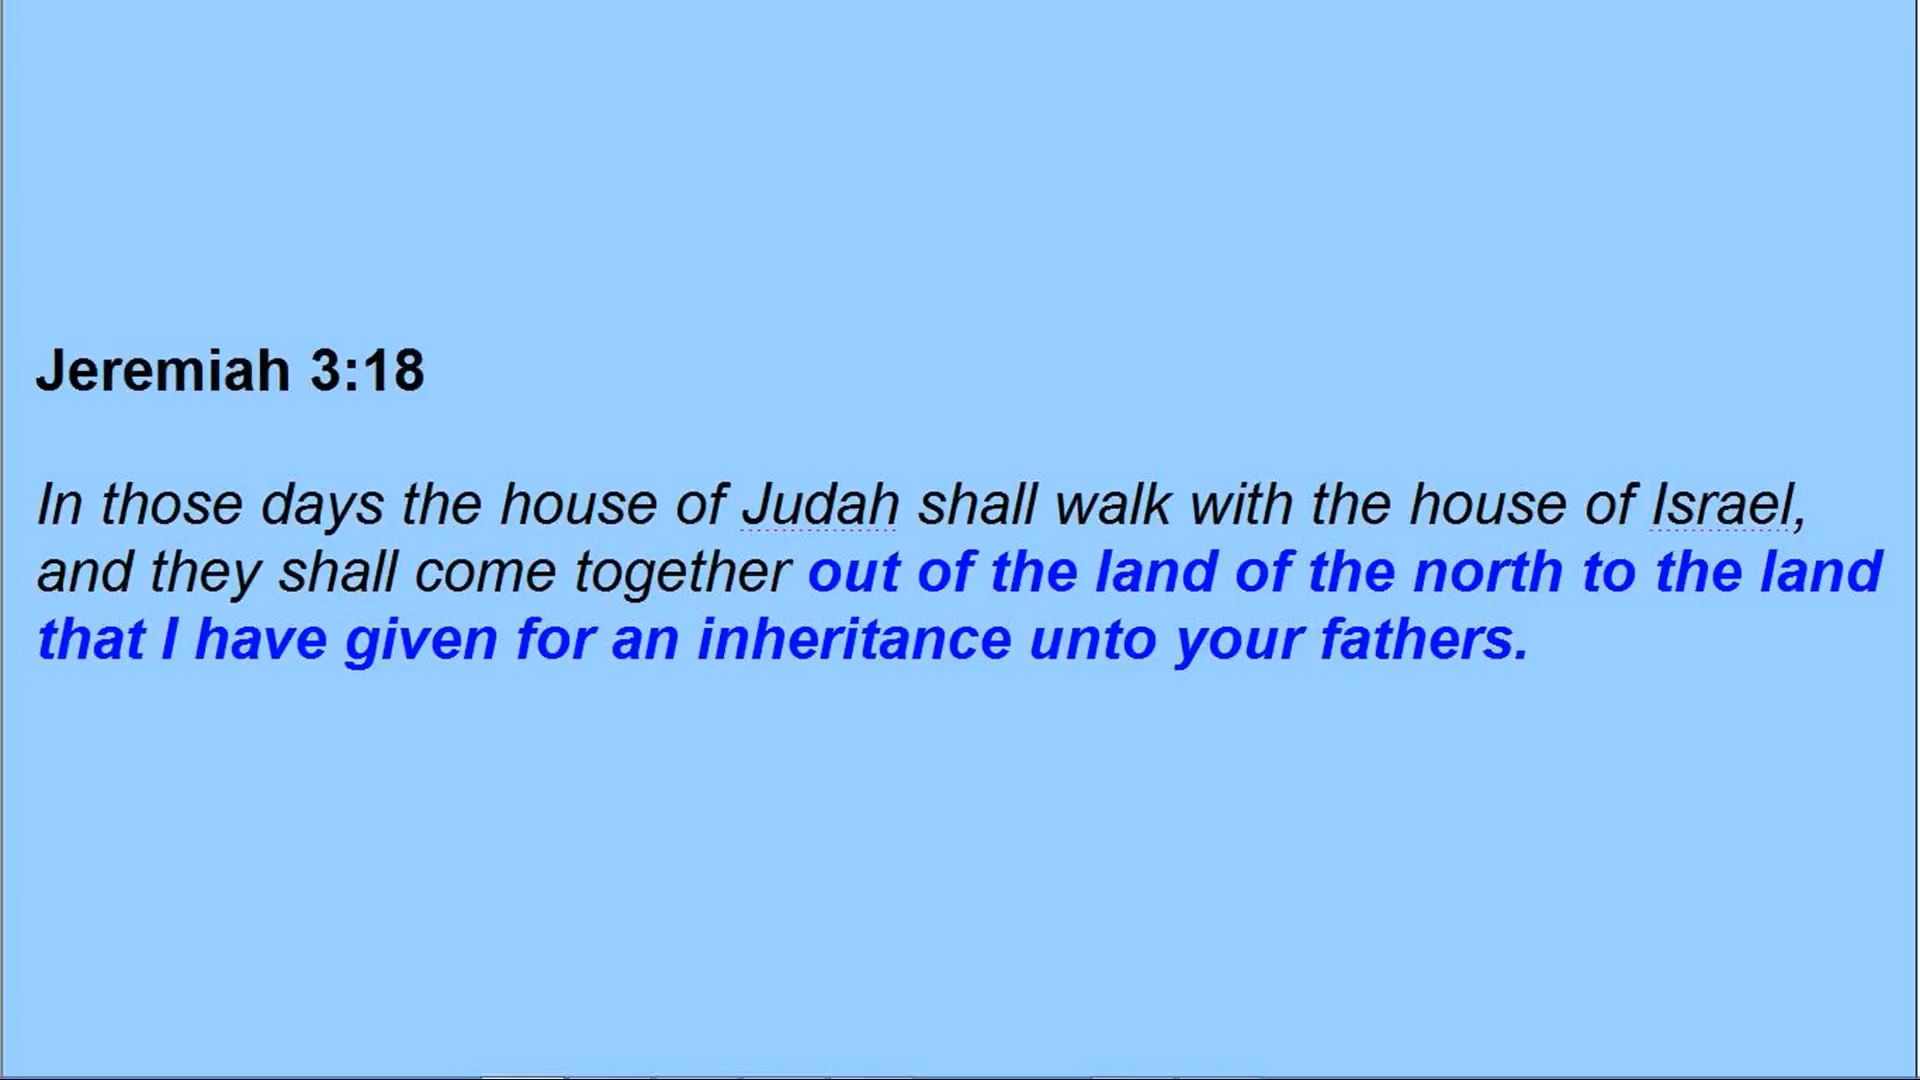 Jeremiah 3:18
In those days the house of Judah shall walk with the house of Israel,
and they shall come together out of the land of the north to the land
that I have given for an inheritance unto your fathers.